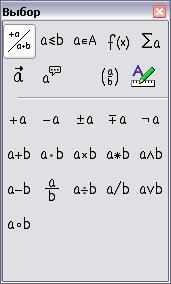 Выбор
+a/a+b a≤b a∈A f(x) ∑a
a⃗ a (a b)
+a -a ±a ∓a ¬a
a+b a·b a×b a∗b a∧b
a-b a/b a÷b a/b a∨b
a∘b